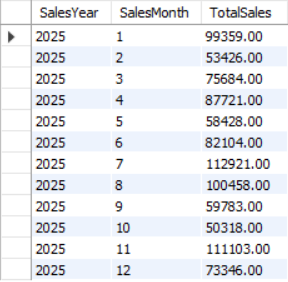 SalesYear SalesMonth TotalSales
2025 1 99359.00
2025 2 53426.00
2025 3 75684.00
2025 4 87721.00
2025 5 58428.00
2025 6 82104.00
2025 7 112921.00
2025 8 100458.00
2025 9 59783.00
2025 10 50318.00
2025 11 111103.00
2025 12 73346.00